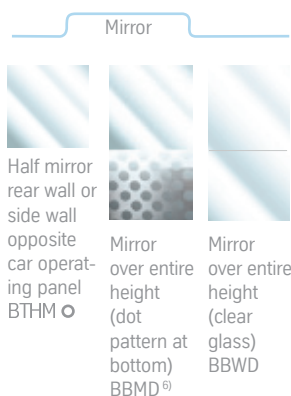 Mirror
Half mirror
rear wall or
side wall
opposite
car operat-
ing panel
BTHM
Mirror
over entire
height
(dot
pattern at
bottom)
BBMD 6)
Mirror
over entire
height
(clear
glass)
BBWD